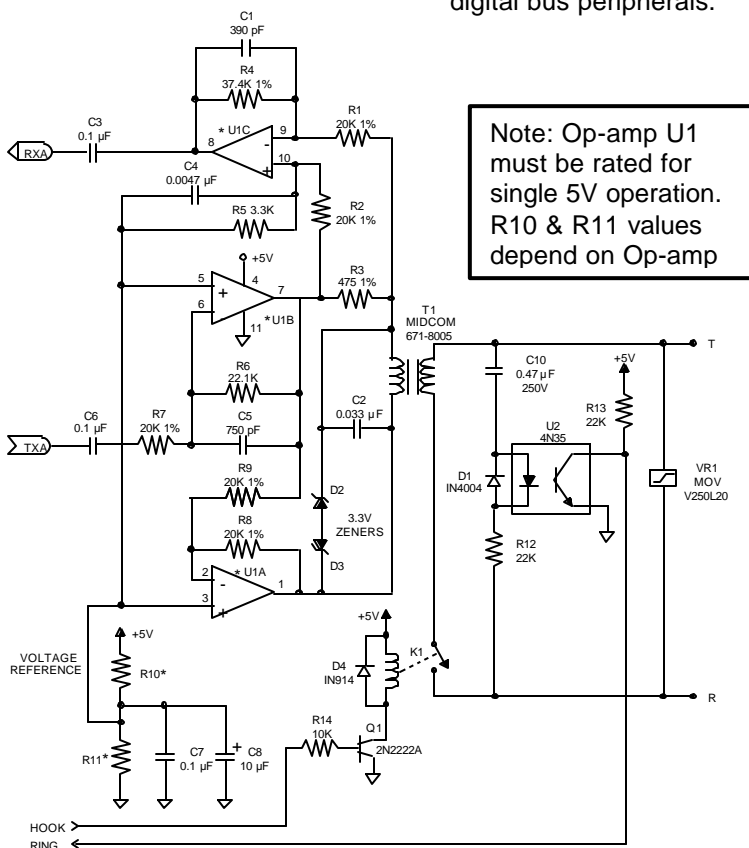 digital bus peripherals.
C1
390 pF
R4
37.4K 1%
C3
0.1 µF
RXA
8
* U1C
9
-
10
+
R1
20K 1%
C4
0.0047 µF
R5 3.3K
R2
20K 1%
Note: Op-amp U1
must be rated for
single 5V operation.
R10 & R11 values
depend on Op-amp
+5V
5
+
4
7
6
-
11
* U1B
R3
475 1%
T1
MIDCOM
671-8005
T
C10
0.47 µF
250V
+5V
R13
22K
U2
4N35
D1
IN4004
VR1
MOV
V250L20
R12
22K
R6
22.1K
C2
0.033 µF
C6
0.1 µF
R7
20K 1%
TXA
C5
750 pF
R9
20K 1%
D2
R8
20K 1%
3.3V
ZENERS
D3
2
-
* U1A
1
3
+
+5V
VOLTAGE
REFERENCE
R10*
R11*
C7
0.1 µF
+
C8
10 µF
+5V
D4
IN914
K1
R14
10K
Q1
2N2222A
R
HOOK
RING